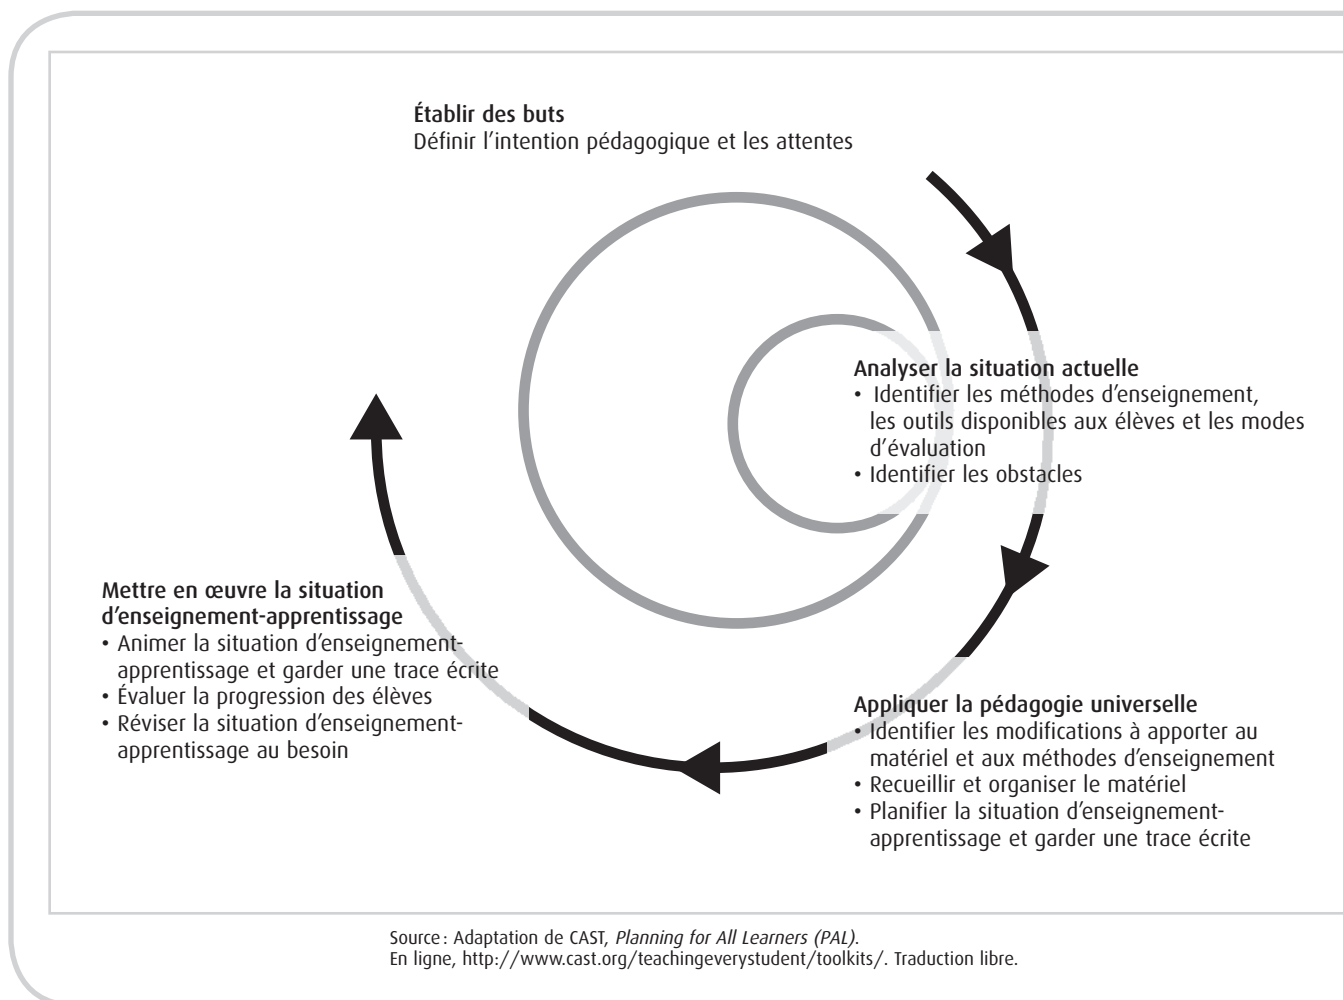 Établir des buts
Définir l'intention pédagogique et les attentes
Analyser la situation actuelle
• Identifier les méthodes d'enseignement,
les outils disponibles aux élèves et les modes
d'évaluation
• Identifier les obstacles
Appliquer la pédagogie universelle
• Identifier les modifications à apporter au
matériel et aux méthodes d'enseignement
• Recueillir et organiser le matériel
• Planifier la situation d'enseignement-
apprentissage et garder une trace écrite
Mettre en œuvre la situation
d'enseignement-apprentissage
• Animer la situation d'enseignement-
apprentissage et garder une trace écrite
• Évaluer la progression des élèves
• Réviser la situation d'enseignement-
apprentissage au besoin
Source : Adaptation de CAST, Planning for All Learners (PAL).
En ligne, http://www.cast.org/teachingeverystudent/toolkits/. Traduction libre.